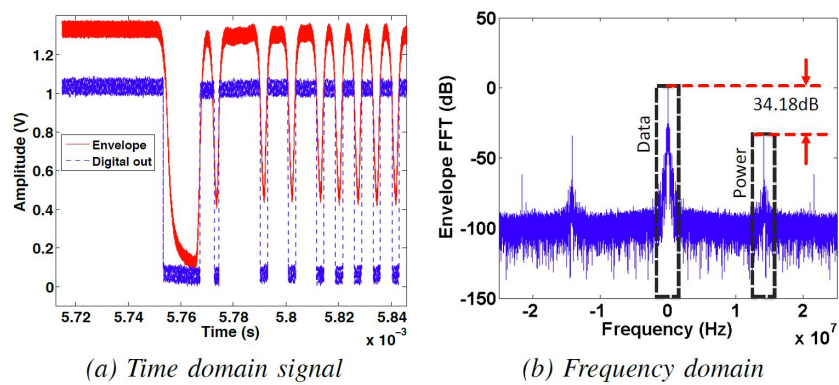 1.2
1
0.8
0.6
0.4
0.2
0
Amplitude (V)
Envelope
Digital out
5.72 5.74 5.76 5.78 5.8 5.82 5.84
Time (s)
x 10⁻³
(a) Time domain signal
50
0
-50
-100
-150
Envelope FFT (dB)
Data
Power
34.18dB
-2 -1 0 1 2
Frequency (Hz)
x 10⁷
(b) Frequency domain